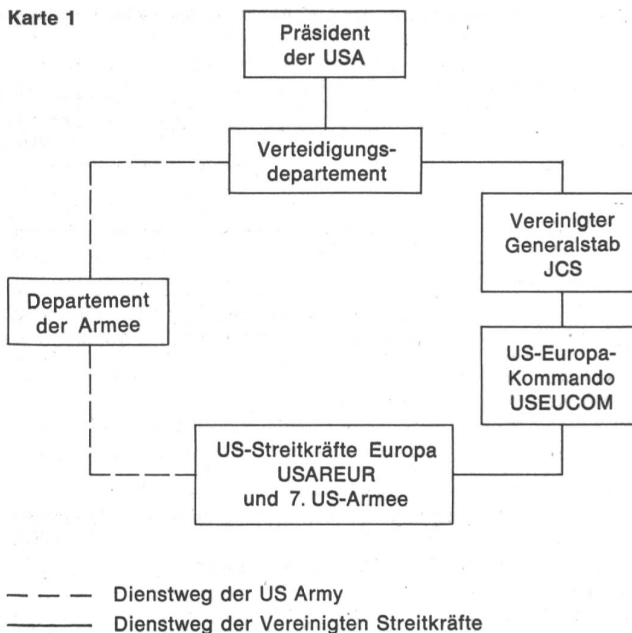 Karte 1
Präsident
der USA
Verteidigungs-
departement
Vereinigter
Generalstab
JCS
Departement
der Armee
US-Europa-
Kommando
USEUCOM
US-Streitkräfte Europa
USAREUR
und 7. US-Armee
Dienstweg der US Army
Dienstweg der Vereinigten Streitkräfte